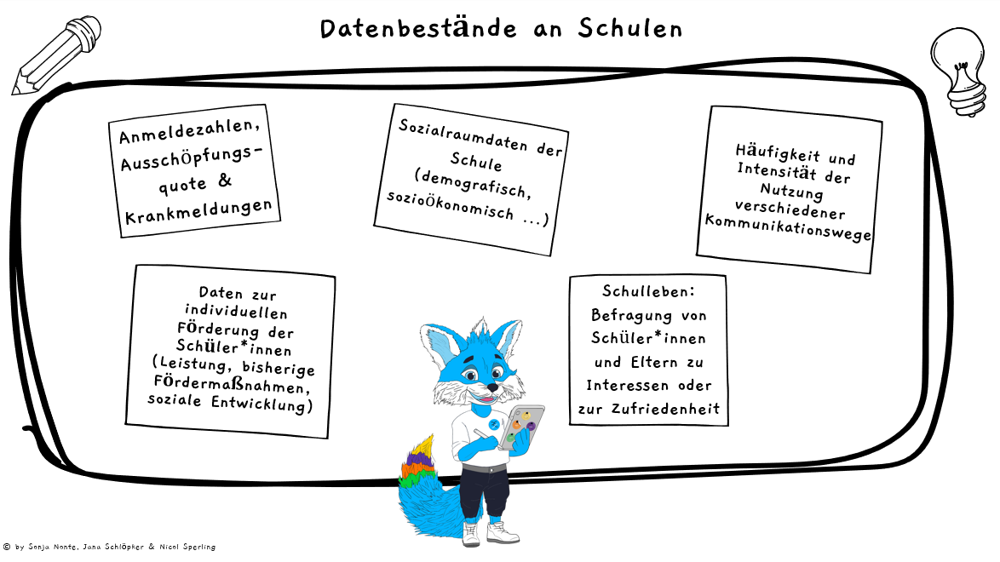 Datenbestände an Schulen
Anmeldezahlen,
Ausschöpfungs-
quote &
Krankmeldungen
Sozialraumdaten der
Schule
(demografisch,
sozioökonomisch ...)
Häufigkeit und
Intensität der
Nutzung
verschiedener
Kommunikationswege
Daten zur
individuellen
Förderung der
Schüler*innen
(Leistung, bisherige
Fördermaßnahmen,
soziale Entwicklung)
Schulleben:
Befragung von
Schüler*innen
und Eltern zu
Interessen oder
zur Zufriedenheit
© by Sonja Nonte, Jana Schlöpker & Nicol Sperling